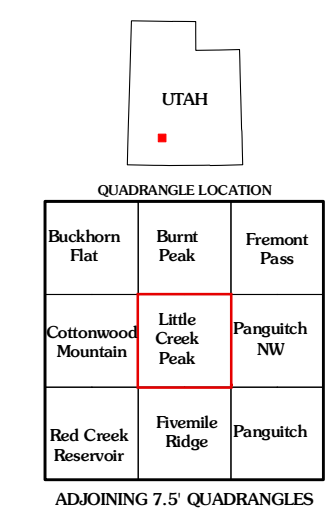 UTAH
QUADRANGLE LOCATION
Buckhorn
Flat
Burnt
Peak
Fremont
Pass
Cottonwood
Mountain
Little
Creek
Peak
Panguitch
NW
Red Creek
Reservoir
Fivemile
Ridge
Panguitch
ADJOINING 7.5' QUADRANGLES